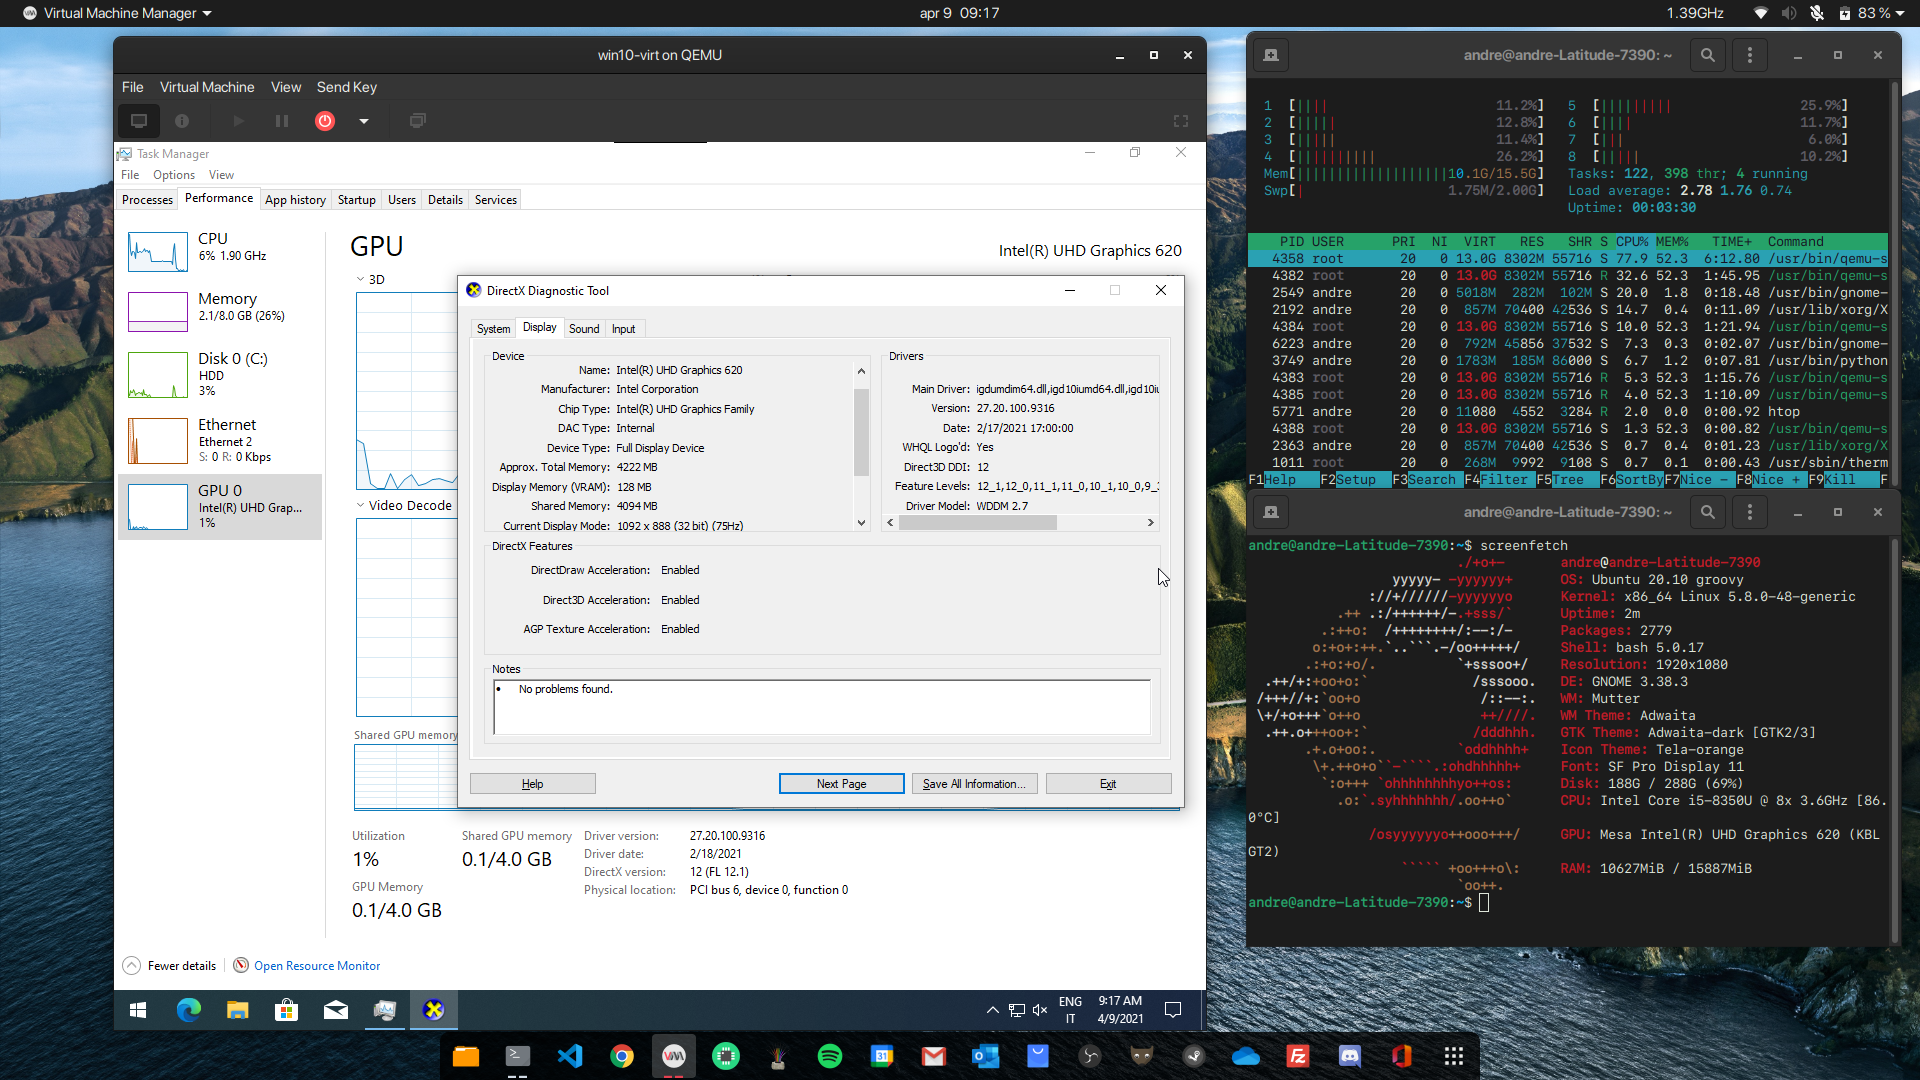 Virtual Machine Manager
apr 9 09:17
1.39GHz
83 %
win10-virt on QEMU
File Virtual Machine View Send Key
Task Manager
File Options View
Processes Performance App history Startup Users Details Services
CPU
6% 1.90 GHz
Memory
2.1/8.0 GB (26%)
Disk 0 (C:)
HDD
3%
Ethernet
Ethernet 2
S: 0 R: 0 Kbps
GPU 0
Intel(R) UHD Grap...
1%
GPU
Intel(R) UHD Graphics 620
3D
Video Decode
Shared GPU memory
DirectX Diagnostic Tool
System Display Sound Input
Device
Name: Intel(R) UHD Graphics 620
Manufacturer: Intel Corporation
Chip Type: Intel(R) UHD Graphics Family
DAC Type: Internal
Device Type: Full Display Device
Approx. Total Memory: 4222 MB
Display Memory (VRAM): 128 MB
Shared Memory: 4094 MB
Current Display Mode: 1092 x 888 (32 bit) (75Hz)
Drivers
Main Driver: igdumdim64.dll,igd10iumd64.dll,igd10iu
Version: 27.20.100.9316
Date: 2/17/2021 17:00:00
WHQL Logo'd: Yes
Direct3D DDI: 12
Feature Levels: 12_1,12_0,11_1,11_0,10_1,10_0,9_3
Driver Model: WDDM 2.7
DirectX Features
DirectDraw Acceleration: Enabled
Direct3D Acceleration: Enabled
AGP Texture Acceleration: Enabled
Notes
• No problems found.
Help Next Page Save All Information... Exit
Utilization
1%
Shared GPU memory
0.1/4.0 GB
GPU Memory
0.1/4.0 GB
Driver version: 27.20.100.9316
Driver date: 2/18/2021
DirectX version: 12 (FL 12.1)
Physical location: PCI bus 6, device 0, function 0
Fewer details
Open Resource Monitor
ENG
IT
9:17 AM
4/9/2021
andre@andre-Latitude-7390: ~
1 [|||| 11.2%] 5 [||||||||| 25.9%]
2 [||||| 12.8%] 6 [|||| 11.7%]
3 [||||| 11.4%] 7 [||| 6.0%]
4 [|||||||||| 26.2%] 8 [||||| 10.2%]
Mem[|||||||||||||||||||10.1G/15.5G] Tasks: 122, 398 thr; 4 running
Swp[| 1.75M/2.00G] Load average: 2.78 1.76 0.74
Uptime: 00:03:30
PID USER PRI NI VIRT RES SHR S CPU% MEM% TIME+ Command
4358 root 20 0 13.0G 8302M 55716 S 77.9 52.3 6:12.80 /usr/bin/qemu-s
4382 root 20 0 13.0G 8302M 55716 R 32.6 52.3 1:45.95 /usr/bin/qemu-s
2549 andre 20 0 5018M 282M 102M S 20.0 1.8 0:18.48 /usr/bin/gnome-
2192 andre 20 0 857M 70400 42536 S 14.7 0.4 0:11.09 /usr/lib/xorg/X
4384 root 20 0 13.0G 8302M 55716 S 10.0 52.3 1:21.94 /usr/bin/qemu-s
6223 andre 20 0 792M 45856 37532 S 7.3 0.3 0:02.07 /usr/bin/gnome-
3749 andre 20 0 1783M 185M 86000 S 6.7 1.2 0:07.81 /usr/bin/python
4383 root 20 0 13.0G 8302M 55716 R 5.3 52.3 1:15.76 /usr/bin/qemu-s
4385 root 20 0 13.0G 8302M 55716 R 4.0 52.3 1:10.09 /usr/bin/qemu-s
5771 andre 20 0 11080 4552 3284 R 2.0 0.0 0:00.92 htop
4388 root 20 0 13.0G 8302M 55716 S 1.3 52.3 0:00.82 /usr/bin/qemu-s
2363 andre 20 0 857M 70400 42536 S 0.7 0.4 0:01.23 /usr/lib/xorg/X
1011 root 20 0 268M 9992 9108 S 0.7 0.1 0:00.43 /usr/sbin/therm
F1Help F2Setup F3Search F4Filter F5Tree F6SortBy F7Nice - F8Nice + F9Kill F
andre@andre-Latitude-7390: ~
andre@andre-Latitude-7390:~$ screenfetch
./+o+- andre@andre-Latitude-7390
yyyyy- -yyyyyy+ OS: Ubuntu 20.10 groovy
://+//////-yyyyyyo Kernel: x86_64 Linux 5.8.0-48-generic
.++ .:/++++++/-.+sss/` Uptime: 2m
.:++o: /++++++++/:--:/- Packages: 2779
o:+o+:++.`..```.-/oo+++++/ Shell: bash 5.0.17
.:+o:+o/. `+sssoo+/ Resolution: 1920x1080
.++/+:+oo+o:` /sssooo. DE: GNOME 3.38.3
/+++//+:`oo+o /::--:. WM: Mutter
\+/+o+++`o++o ++////. WM Theme: Adwaita
.++.o+++oo+:` /dddhhh. GTK Theme: Adwaita-dark [GTK2/3]
.+.o+oo:. `oddhhhh+ Icon Theme: Tela-orange
\+.++o+o``-````.:ohdhhhhh+ Font: SF Pro Display 11
`:o+++ `ohhhhhhhhyo++os: Disk: 188G / 288G (69%)
.o:`.syhhhhhhh/.oo++o` CPU: Intel Core i5-8350U @ 8x 3.6GHz [86.
0°C]
/osyyyyyyo++ooo+++/ GPU: Mesa Intel(R) UHD Graphics 620 (KBL
GT2)
````` +oo+++o\: RAM: 10627MiB / 15887MiB
`oo++.
andre@andre-Latitude-7390:~$
31